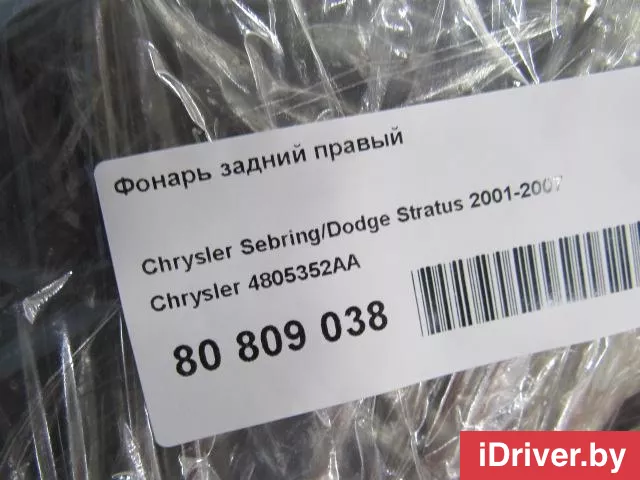 Фонарь задний правый
Chrysler Sebring/Dodge Stratus 2001-2007
Chrysler 4805352AA
80 809 038
iDriver.by